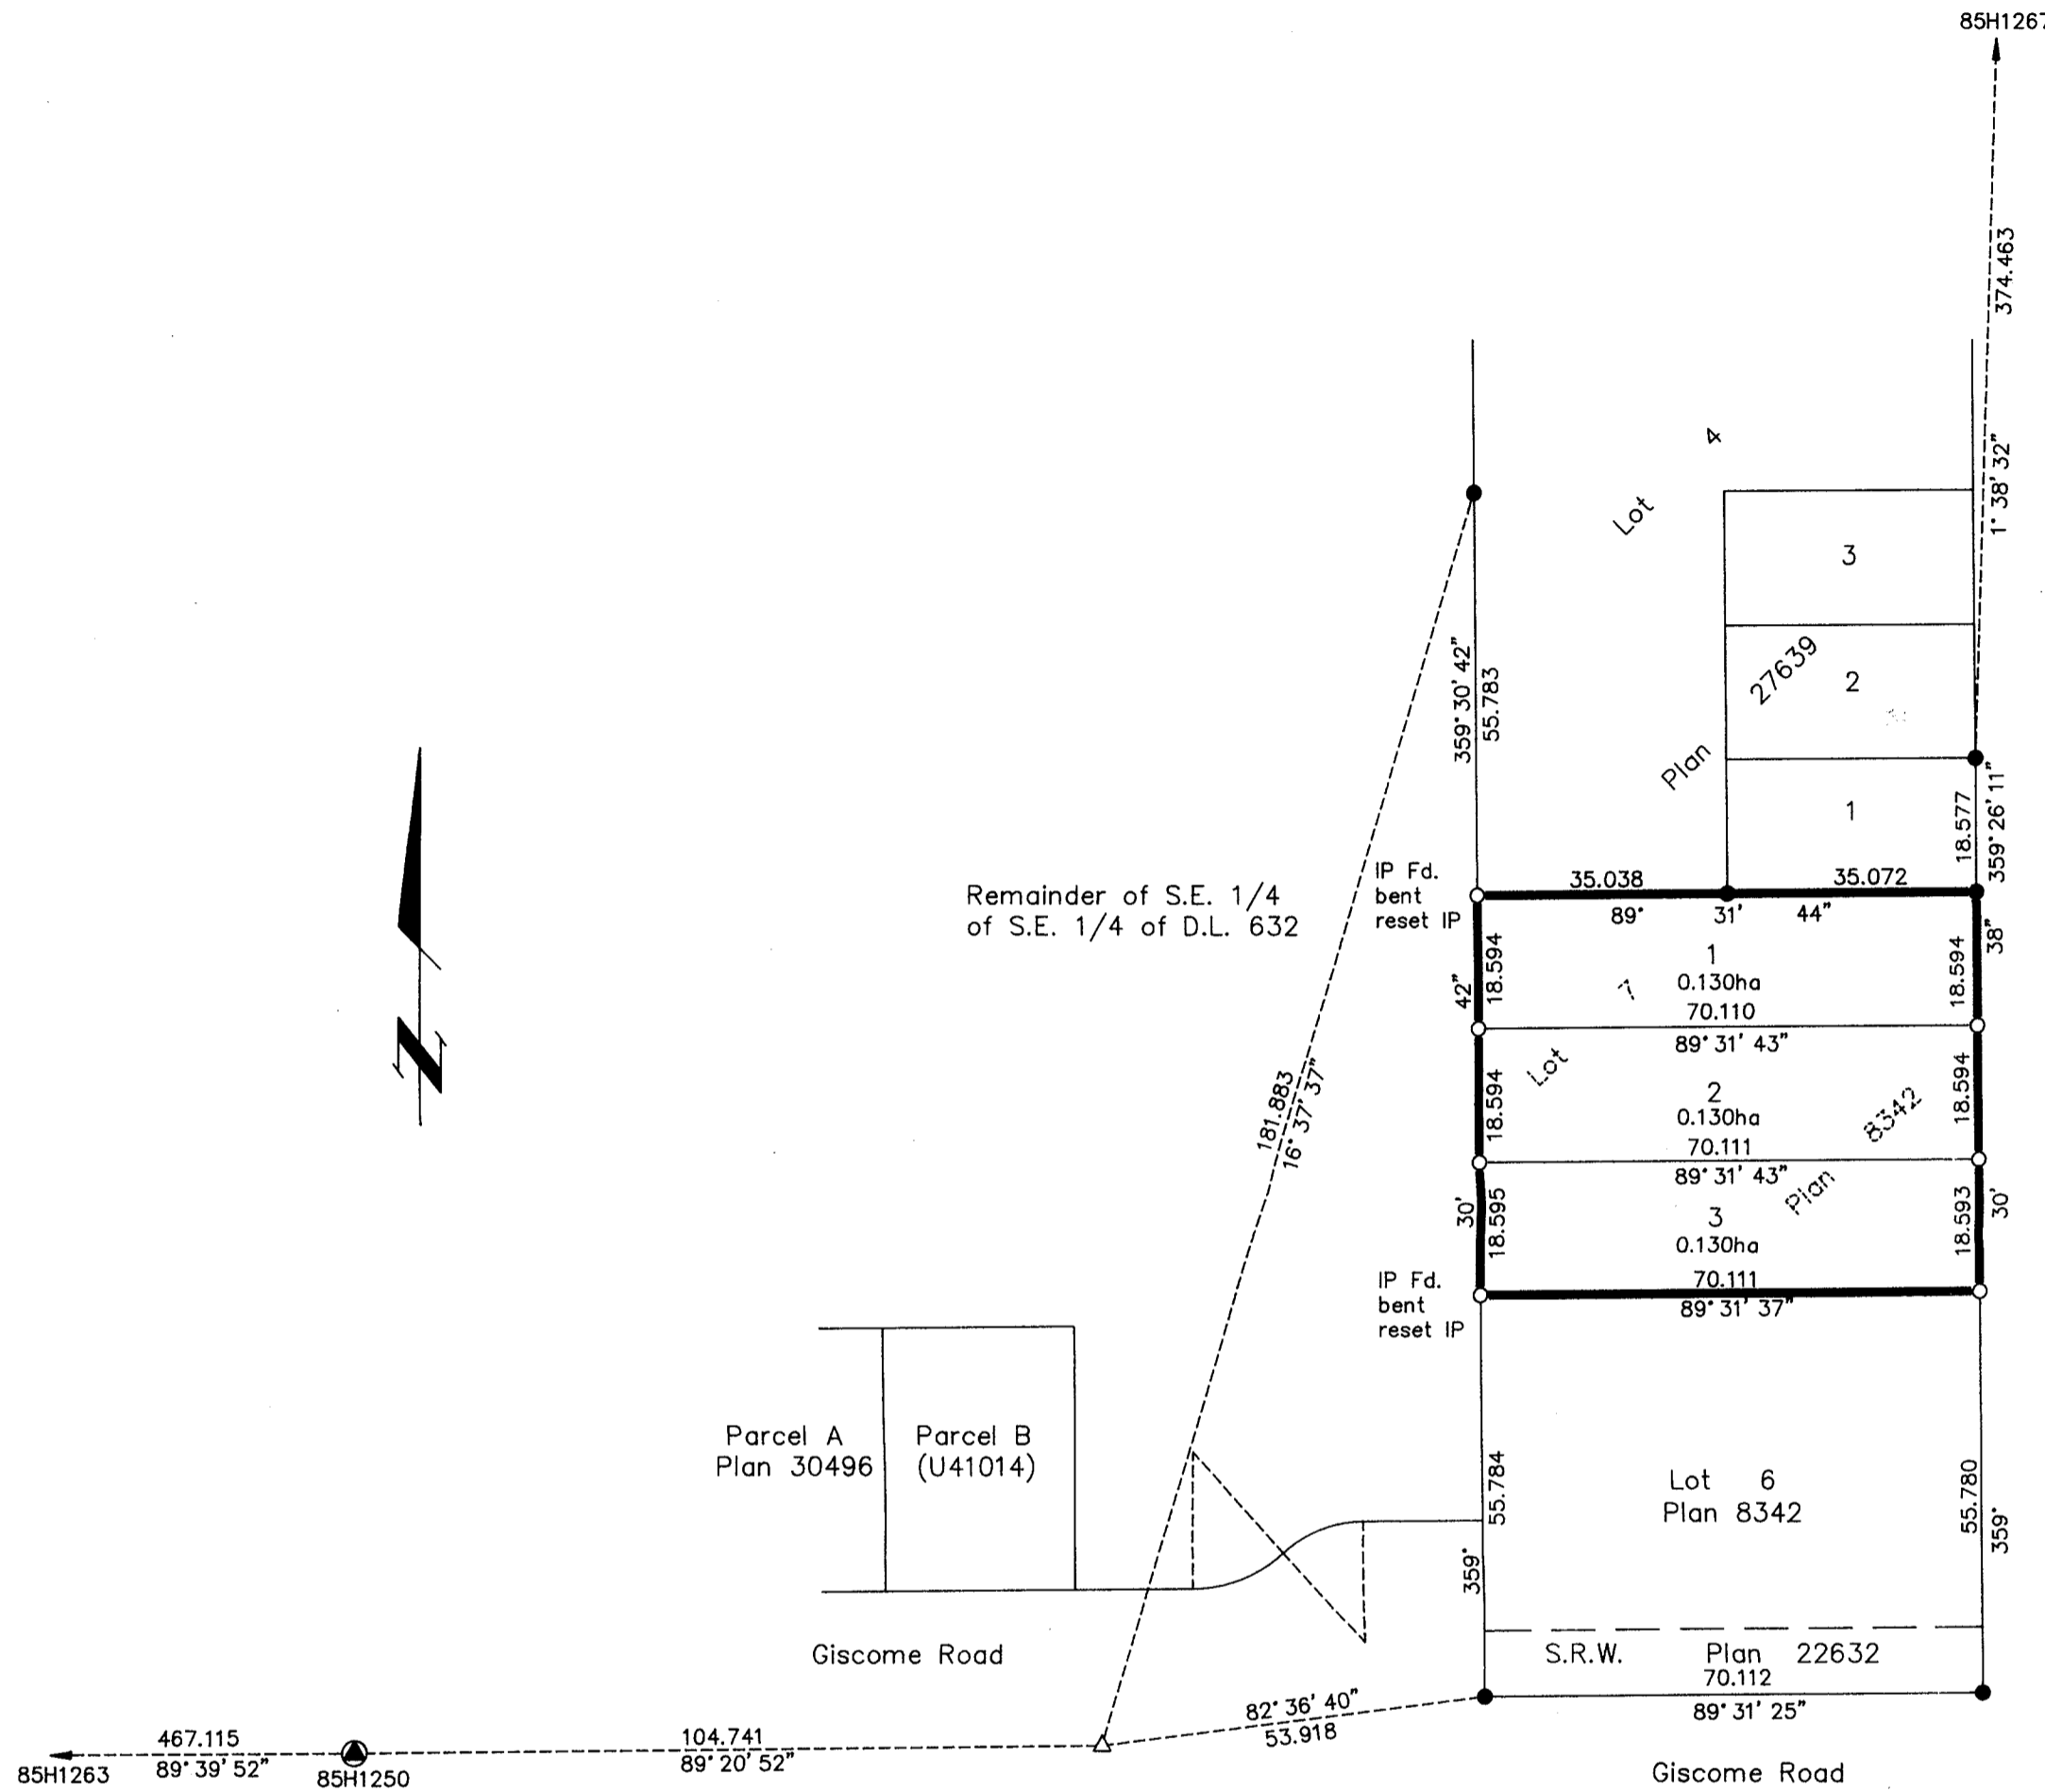 85H1267
374.463
1° 38' 32"
4
Lot
3
27639
2
359° 30' 42"
55.783
Plan
1
18.577
359° 26' 11"
Remainder of S.E. 1/4
of S.E. 1/4 of D.L. 632
IP Fd.
bent
reset IP
35.038
35.072
89° 31' 44"
38"
42"
18.594
1
0.130ha
70.110
7
18.594
89° 31' 43"
Lot
18.594
2
0.130ha
70.111
8342
18.594
89° 31' 43"
Plan
181.883
16° 37' 37"
30'
18.595
3
0.130ha
70.111
18.593
30'
89° 31' 37"
IP Fd.
bent
reset IP
Parcel A
Plan 30496
Parcel B
(U41014)
55.784
359°
Lot 6
Plan 8342
55.780
359°
Giscome Road
S.R.W. Plan 22632
70.112
89° 31' 25"
82° 36' 40"
53.918
467.115
89° 39' 52"
104.741
89° 20' 52"
85H1263
85H1250
Giscome Road
N